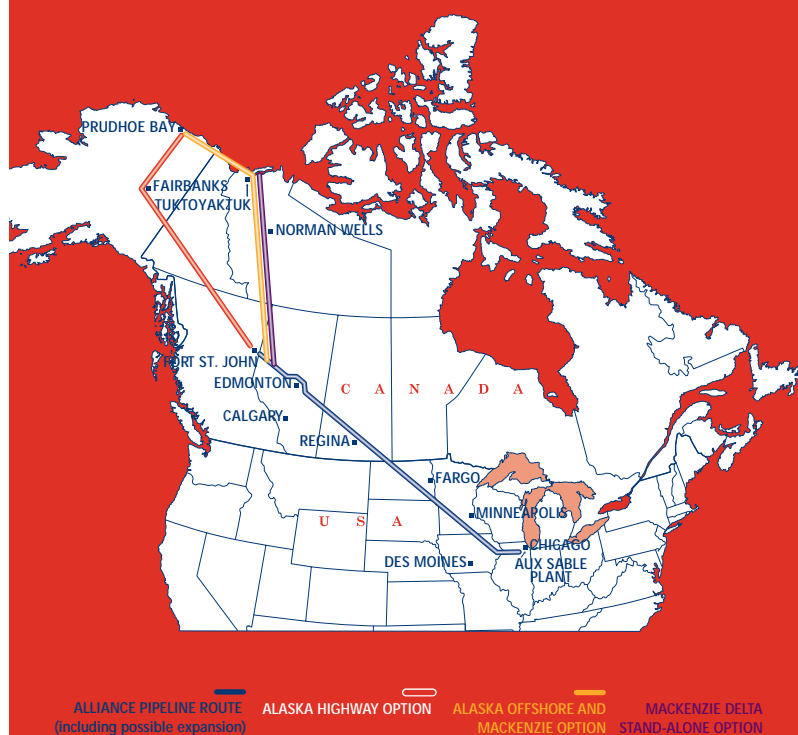 PRUDHOE BAY
FAIRBANKS
TUKTOYAKTUK
NORMAN WELLS
FORT ST. JOHN
EDMONTON
CANADA
CALGARY
REGINA
FARGO
USA
MINNEAPOLIS
CHICAGO
DES MOINES
AUX SABLE
PLANT
ALLIANCE PIPELINE ROUTE
(including possible expansion)
ALASKA HIGHWAY OPTION
ALASKA OFFSHORE AND
MACKENZIE OPTION
MACKENZIE DELTA
STAND-ALONE OPTION